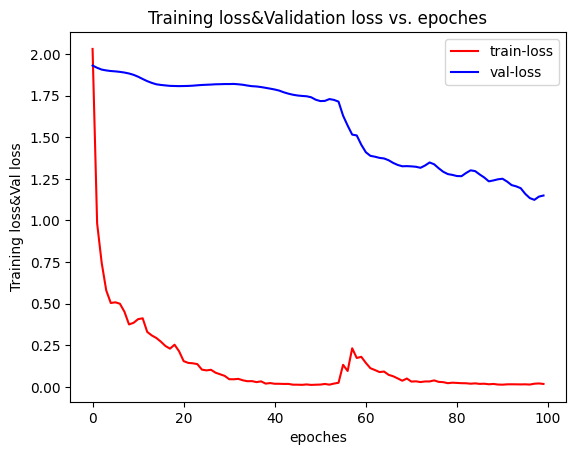 Training loss&Validation loss vs. epoches
train-loss
val-loss
Training loss&Val loss
2.00
1.75
1.50
1.25
1.00
0.75
0.50
0.25
0.00
0 20 40 60 80 100
epoches